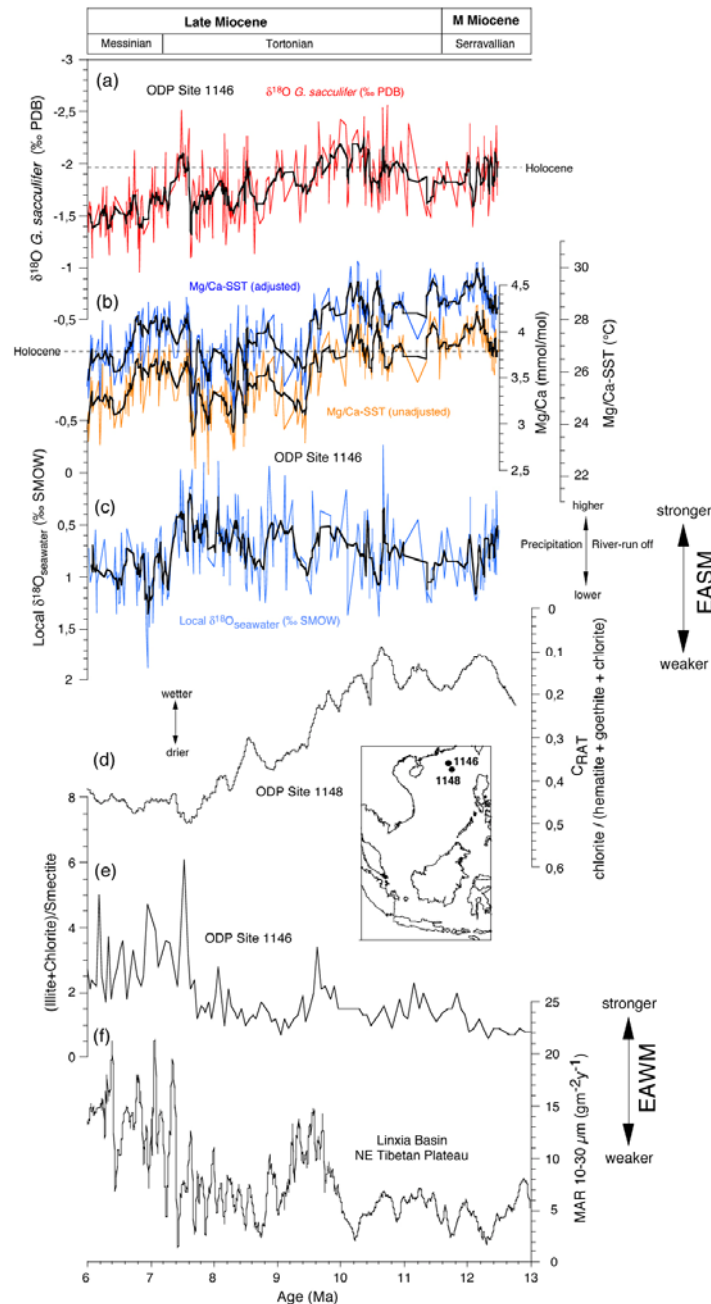 Late Miocene
M Miocene
Messinian
Tortonian
Serravallian
(a)
ODP Site 1146
δ18O G. sacculifer (‰ PDB)
Holocene
δ18O G. sacculifer (‰ PDB)
-3
-2,5
-2
-1,5
-1
-0,5
(b)
Mg/Ca-SST (adjusted)
Holocene
Mg/Ca-SST (unadjusted)
4,5
4
3,5
3
2,5
Mg/Ca (mmol/mol)
30
28
26
24
22
Mg/Ca-SST (°C)
ODP Site 1146
-0,5
0
0,5
1
1,5
2
(c)
Local δ18Oseawater (‰ SMOW)
Local δ18Oseawater (‰ SMOW)
higher
Precipitation
River-run off
lower
stronger
EASM
weaker
wetter
drier
0
0,1
0,2
0,3
0,4
0,5
0,6
CRAT
chlorite / (hematite + goethite + chlorite)
(d)
ODP Site 1148
1146
1148
8
6
4
2
0
(Illite+Chlorite)/Smectite
(e)
ODP Site 1146
(f)
Linxia Basin
NE Tibetan Plateau
25
20
15
10
5
0
MAR 10-30 µm (gm-2y-1)
stronger
EAWM
weaker
6
7
8
9
10
11
12
13
Age (Ma)